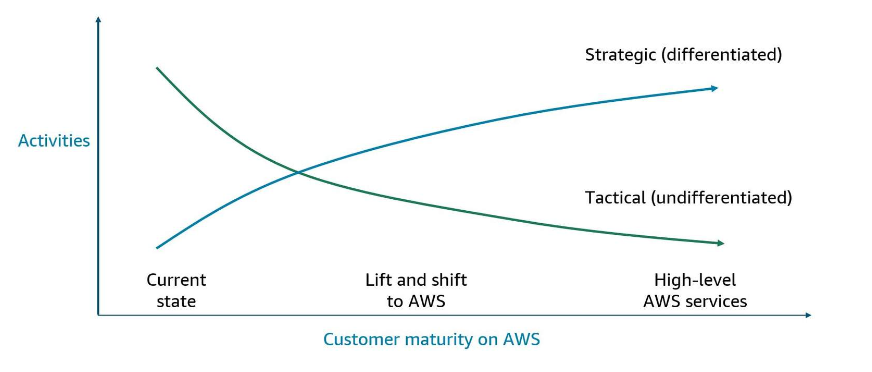 Strategic (differentiated)
Activities
Tactical (undifferentiated)
Current
state
Lift and shift
to AWS
High-level
AWS services
Customer maturity on AWS